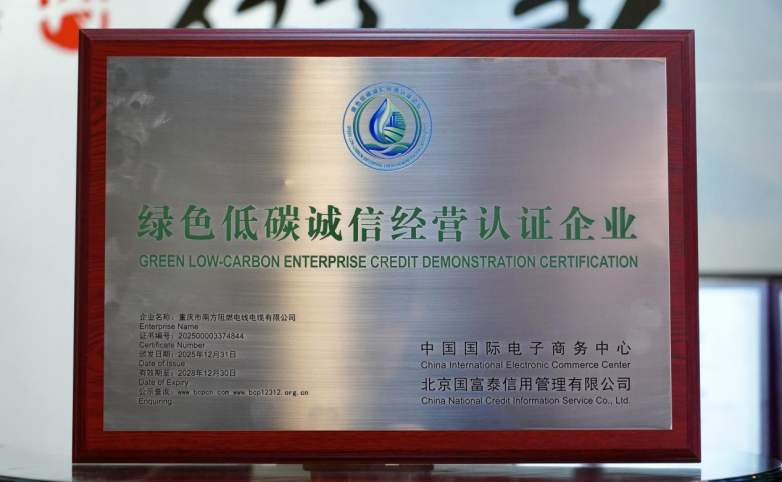 绿色低碳诚信经营认证企业
GREEN LOW-CARBON ENTERPRISE CREDIT DEMONSTRATION CERTIFICATION
企业名称：重庆市南方阻燃电线电缆有限公司
Enterprise Name
证书编号：202500003374844
Certificate Number
颁发日期：2025年12月31日
Date of Issue
有效期至：2028年12月30日
Date of Expiry
公示查询：www.bcpcn.com www.bcp12312.org.cn
Enquiring
中国国际电子商务中心
China International Electronic Commerce Center
北京国富泰信用管理有限公司
China National Credit Information Service Co., Ltd.